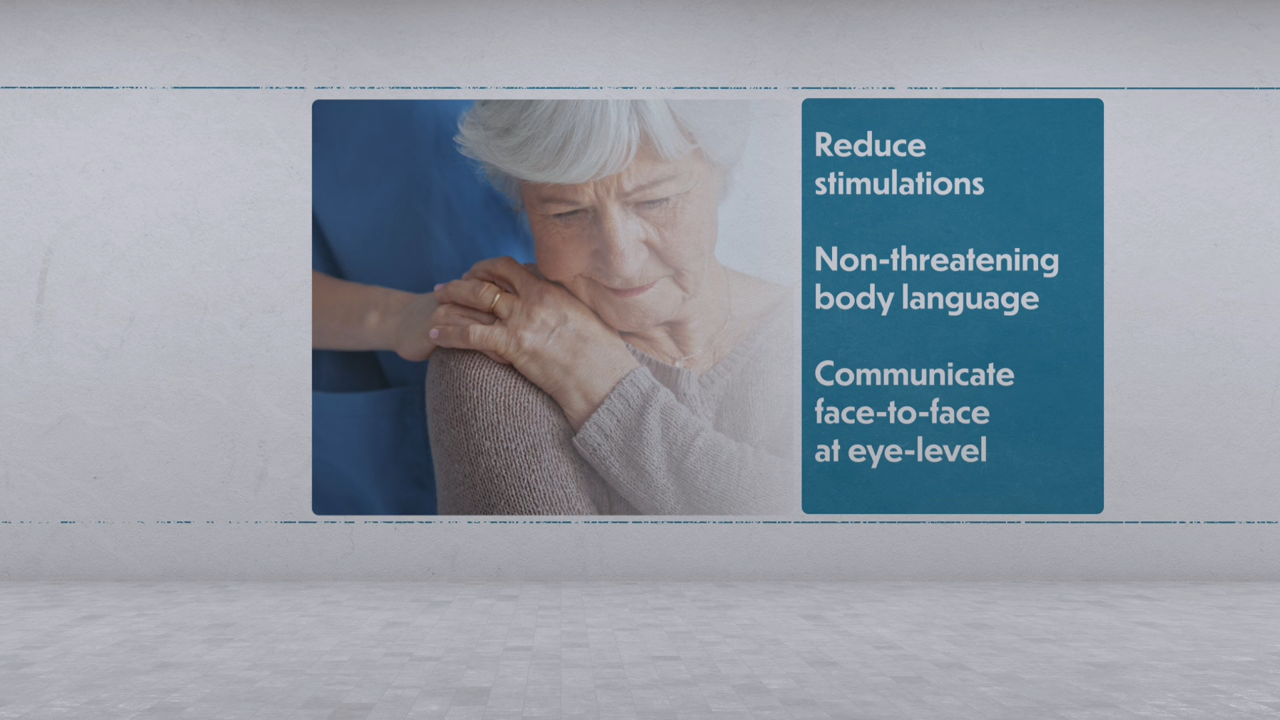 Reduce
stimulations
Non-threatening
body language
Communicate
face-to-face
at eye-level